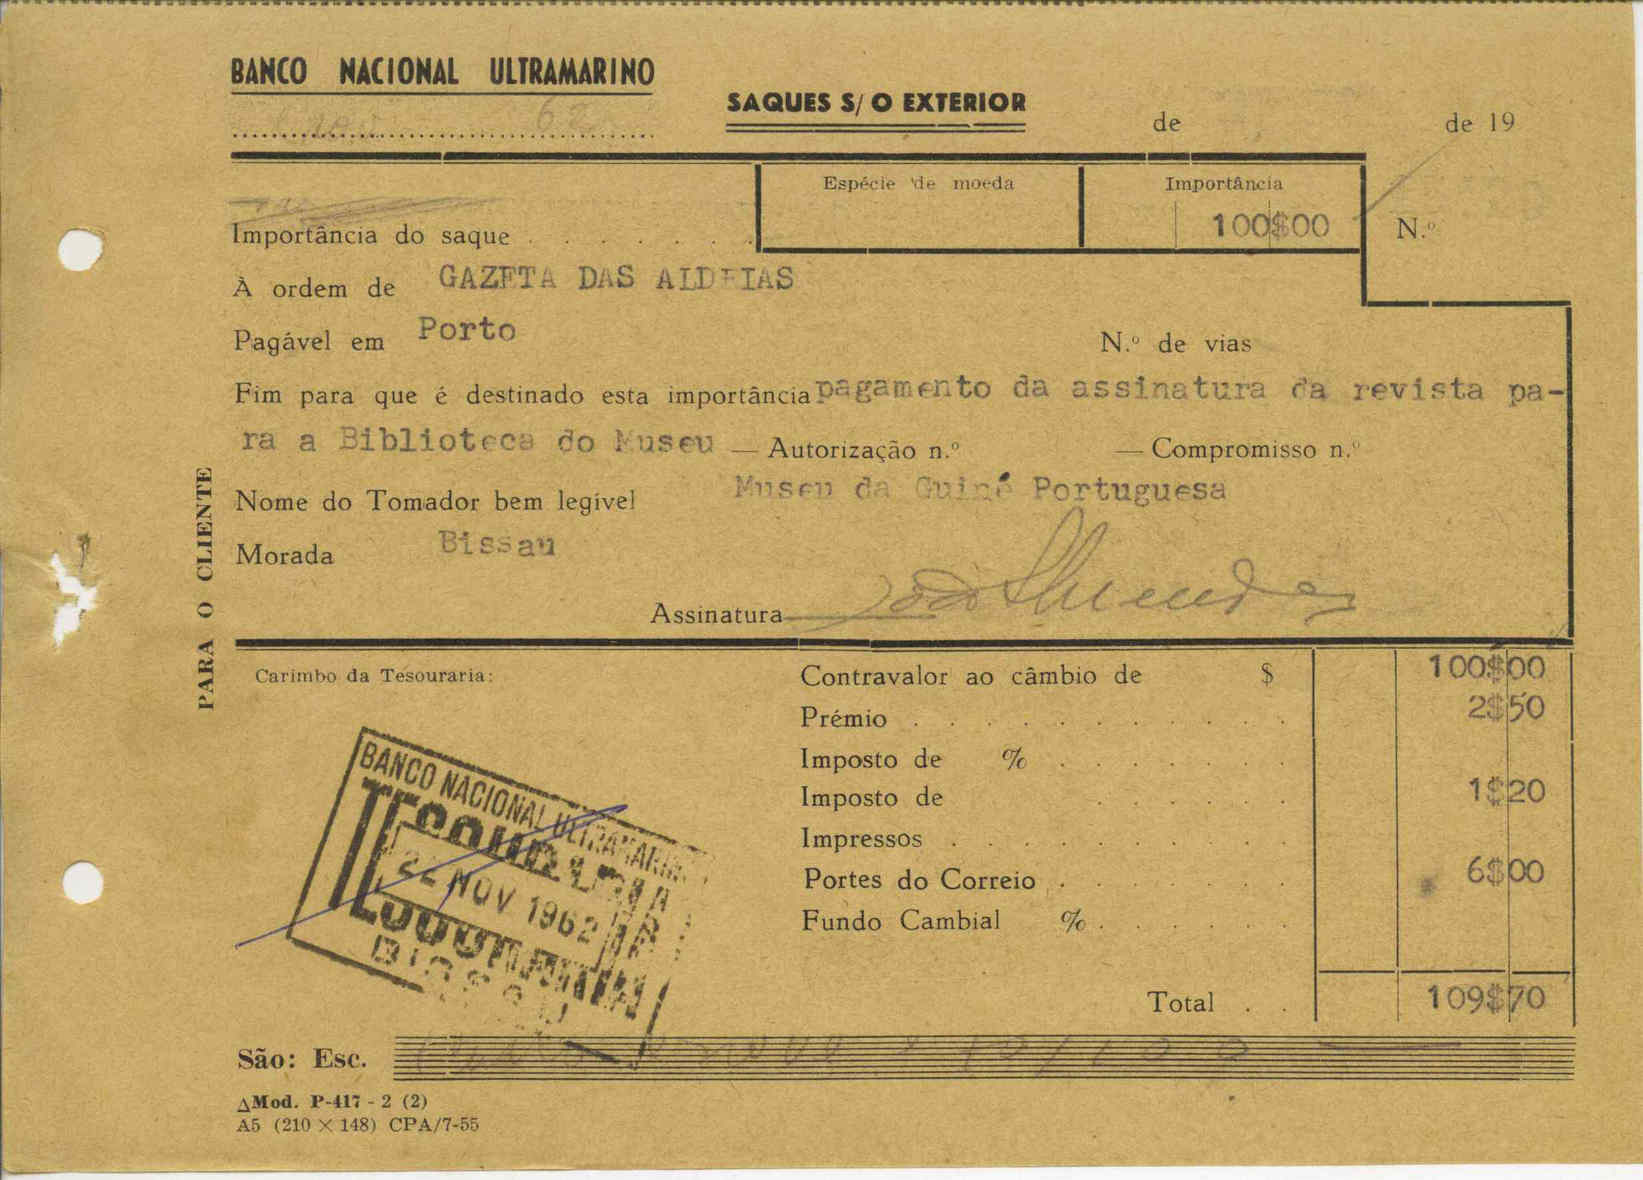 BANCO NACIONAL ULTRAMARINO
SAQUES S/ O EXTERIOR
de de 19
Espécie de moeda Importância
Importância do saque 100$00 N.º
À ordem de GAZETA DAS ALDEIAS
Pagável em Porto N.º de vias
Fim para que é destinado esta importância pagamento da assinatura da revista pa-
ra a Biblioteca do Museu — Autorização n.º — Compromisso n.º
Nome do Tomador bem legível Museu da Guiné Portuguesa
Morada Bissau
Assinatura
PARA O CLIENTE
Carimbo da Tesouraria:
Contravalor ao câmbio de $ 100$00
Prémio 2$50
Imposto de %
Imposto de 1$20
Impressos
Portes do Correio 6$00
Fundo Cambial %
Total 109$70
BANCO NACIONAL ULTRAMARINO
TESOURARIA
22 NOV 1962
BISSAU
São: Esc.
△Mod. P-417 - 2 (2)
A5 (210 × 148) CPA/7-55